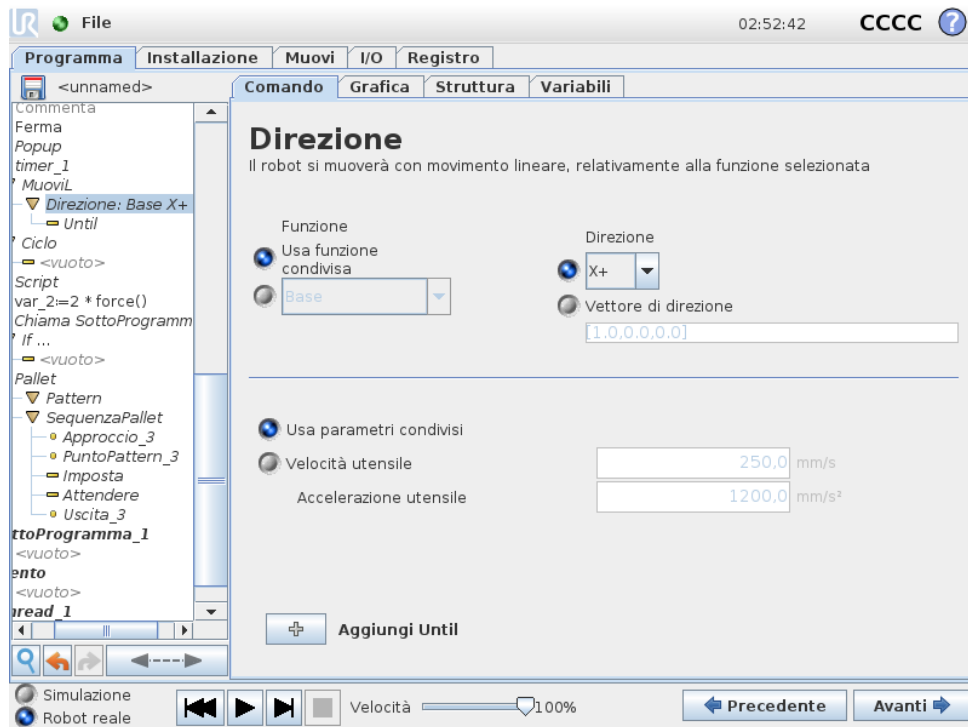 UR File 02:52:42 CCCC ?
Programma Installazione Muovi I/O Registro
<unnamed> Comando Grafica Struttura Variabili
Commenta
Ferma
Popup
timer_1
MuoviL
Direzione: Base X+
Until
Ciclo
<vuoto>
Script
var_2:=2 * force()
Chiama SottoProgramm
If ...
<vuoto>
Pallet
Pattern
SequenzaPallet
Approccio_3
PuntoPattern_3
Imposta
Attendere
Uscita_3
ttoProgramma_1
<vuoto>
ento
<vuoto>
hread_1
Direzione
Il robot si muoverà con movimento lineare, relativamente alla funzione selezionata
Funzione
Usa funzione
condivisa
Base
Direzione
X+
Vettore di direzione
[1.0,0.0,0.0]
Usa parametri condivisi
Velocità utensile 250,0 mm/s
Accelerazione utensile 1200,0 mm/s²
Aggiungi Until
Simulazione
Robot reale
Velocità 100%
Precedente Avanti